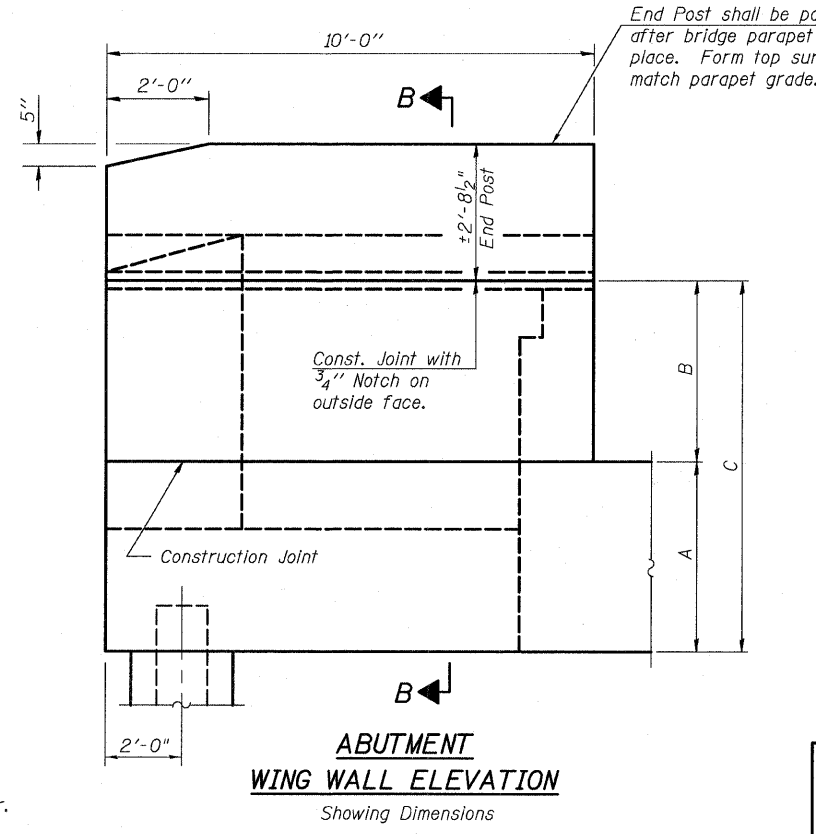 End Post shall be
after bridge parapet
place. Form top
match parapet grade.
10'-0"
2'-0"
B
5"
±2'-8½"
End Post
Const. Joint with
¾" Notch on
outside face.
B
C
A
Construction Joint
B
2'-0"
ABUTMENT
WING WALL ELEVATION
Showing Dimensions